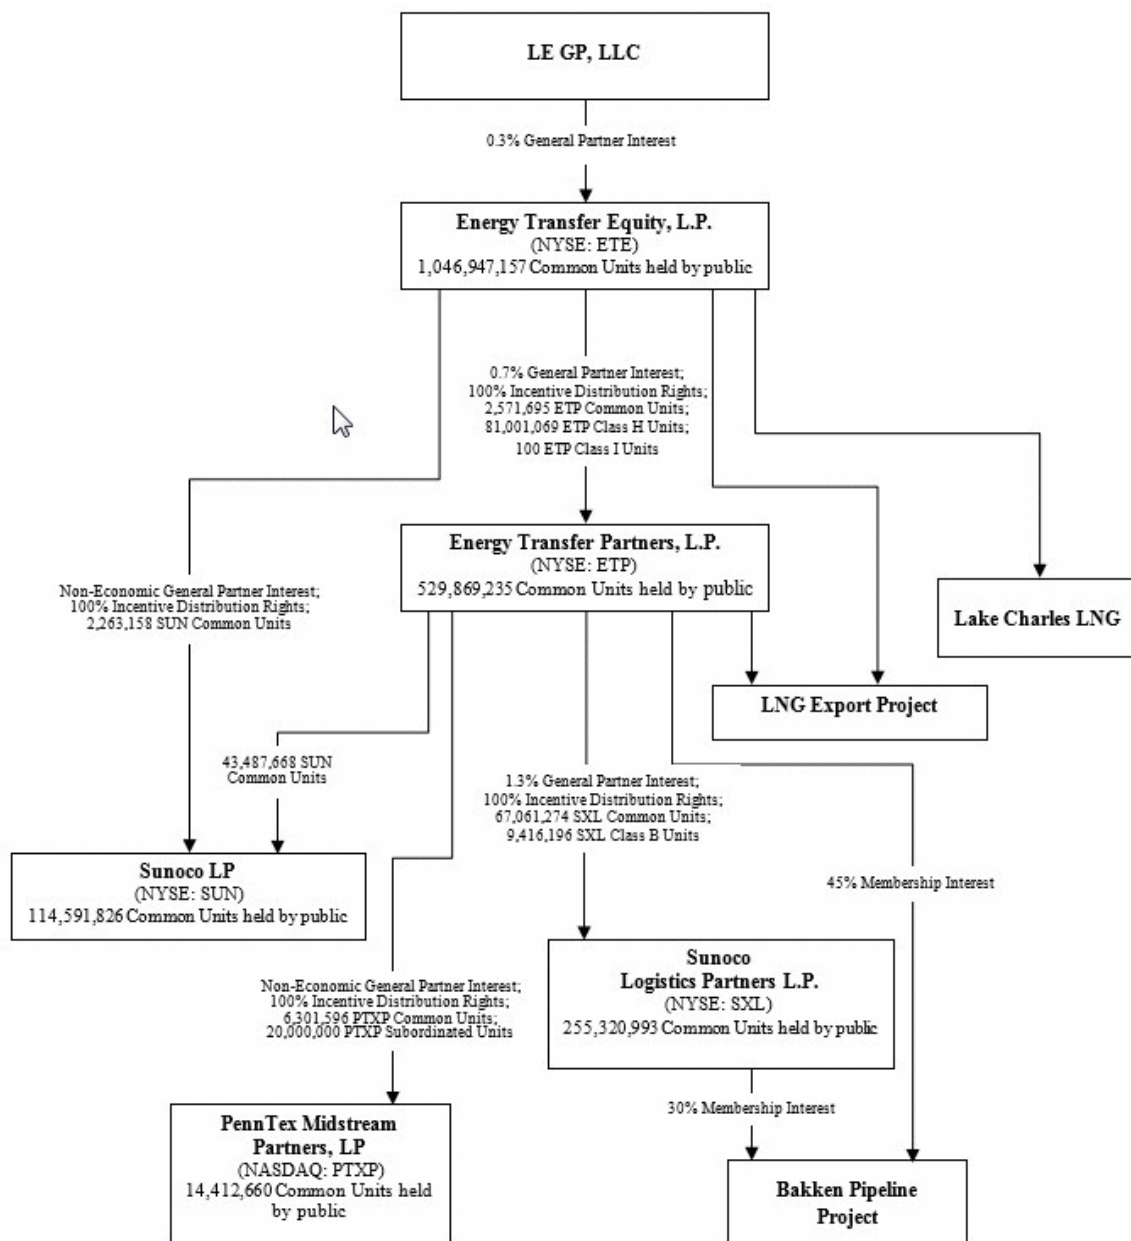 LE GP, LLC
0.3% General Partner Interest
Energy Transfer Equity, L.P.
(NYSE: ETE)
1,046,947,157 Common Units held by public
0.7% General Partner Interest;
100% Incentive Distribution Rights;
2,571,695 ETP Common Units;
81,001,069 ETP Class H Units;
100 ETP Class I Units
Energy Transfer Partners, L.P.
(NYSE: ETP)
529,869,235 Common Units held by public
Non-Economic General Partner Interest;
100% Incentive Distribution Rights;
2,263,158 SUN Common Units
Lake Charles LNG
LNG Export Project
43,487,668 SUN
Common Units
1.3% General Partner Interest;
100% Incentive Distribution Rights;
67,061,274 SXL Common Units;
9,416,196 SXL Class B Units
Sunoco LP
(NYSE: SUN)
114,591,826 Common Units held by public
45% Membership Interest
Sunoco
Logistics Partners L.P.
(NYSE: SXL)
255,320,993 Common Units held by public
Non-Economic General Partner Interest;
100% Incentive Distribution Rights;
6,301,596 PTXP Common Units;
20,000,000 PTXP Subordinated Units
30% Membership Interest
PennTex Midstream
Partners, LP
(NASDAQ: PTXP)
14,412,660 Common Units held
by public
Bakken Pipeline
Project